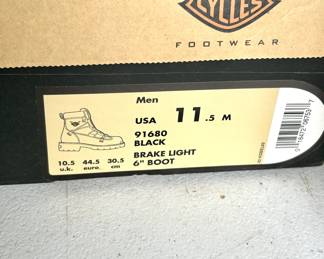 CYCLES
FOOTWEAR
Men
USA 11.5 M
91680
BLACK
BRAKE LIGHT
6" BOOT
10.5 44.5 30.5
u.k. euro. cm